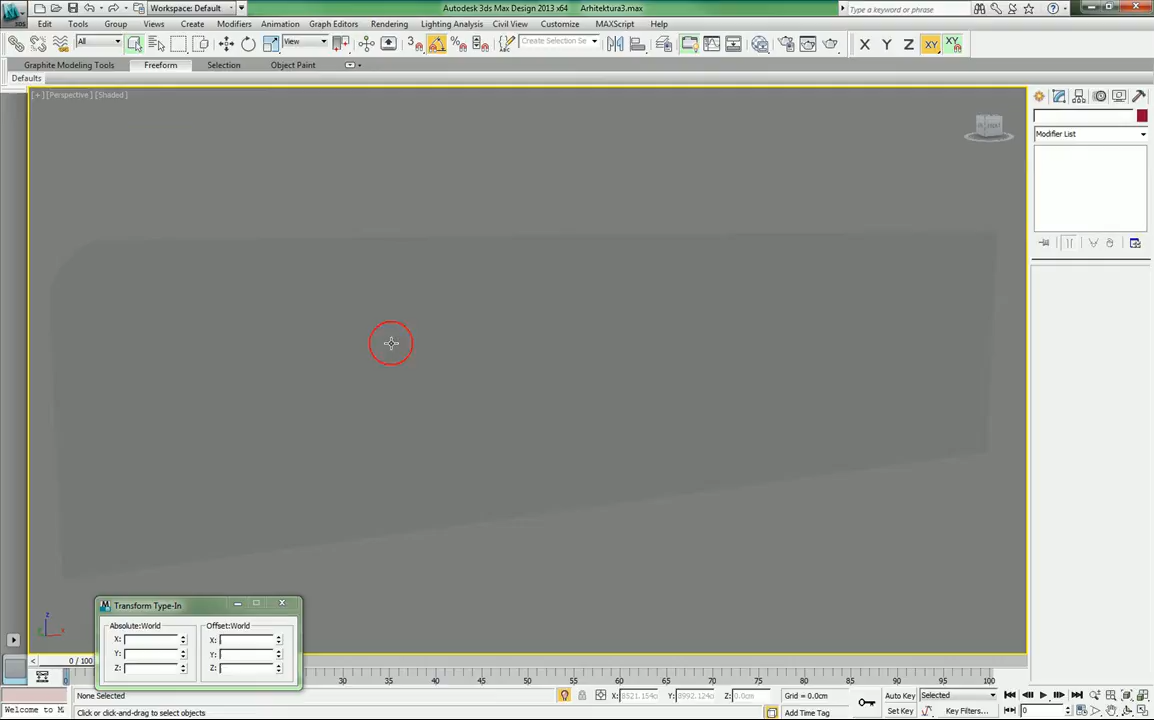 Autodesk 3ds Max Design 2013 x64 Arhitektura3.max
Workspace: Default
Type a keyword or phrase
Edit Tools Group Views Create Modifiers Animation Graph Editors Rendering Lighting Analysis Civil View Customize MAXScript Help
All View 3 Create Selection Se X Y Z XY XY
Graphite Modeling Tools Freeform Selection Object Paint
Defaults
[+] [Perspective] [Shaded]
Modifier List
Transform Type-In
Absolute:World Offset:World
X: X:
Y: Y:
Z: Z:
0 / 100
30 35 40 45 50 55 60 65 70 75 80 85 90 95 100
None Selected X: Y: Z: 0.0cm Grid = 0.0cm Auto Key Selected
Welcome to M Click or click-and-drag to select objects Add Time Tag Set Key Key Filters... 0